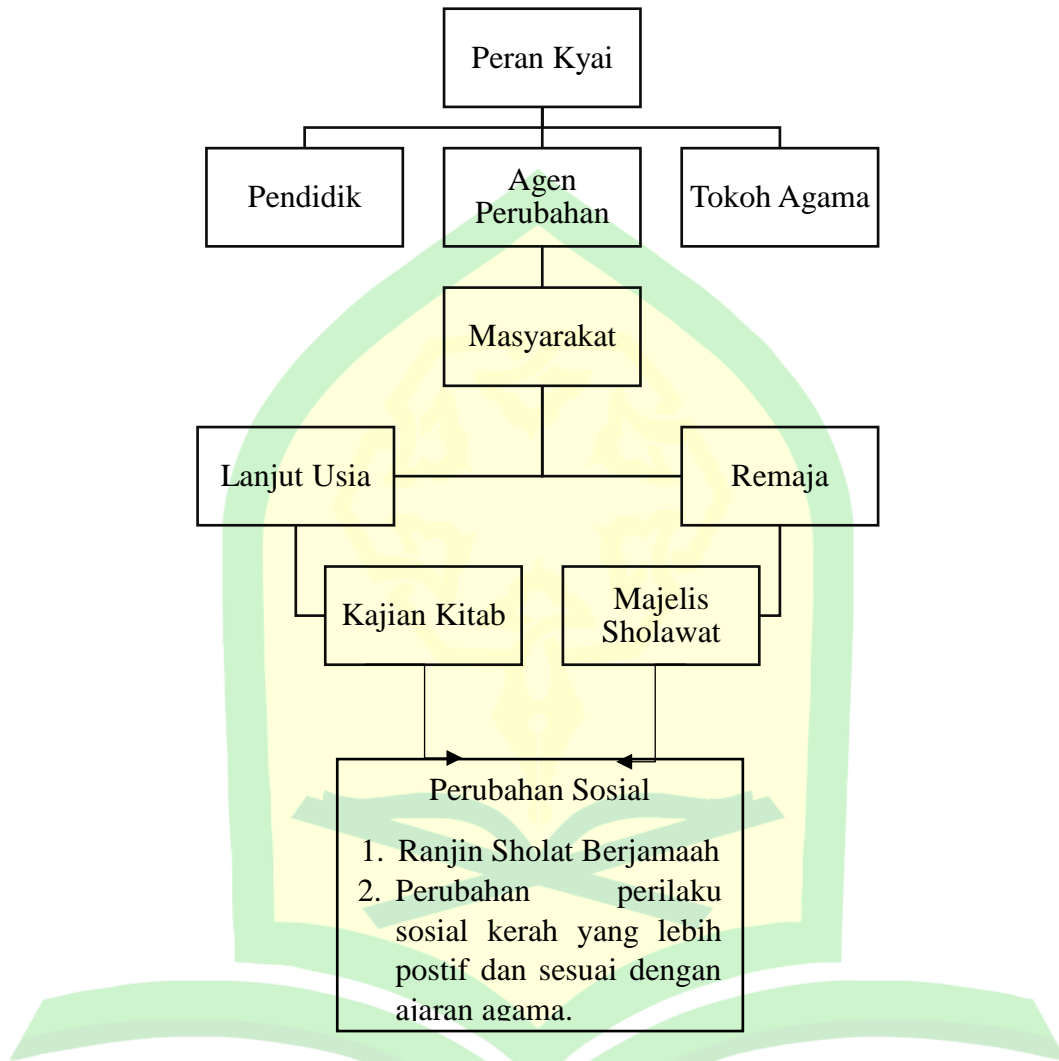 Peran Kyai
Pendidik
Agen
Perubahan
Tokoh Agama
Masyarakat
Lanjut Usia
Remaja
Kajian Kitab
Majelis
Sholawat
Perubahan Sosial
1. Ranjin Sholat Berjamaah
2. Perubahan perilaku
sosial kerah yang lebih
postif dan sesuai dengan
ajaran agama.